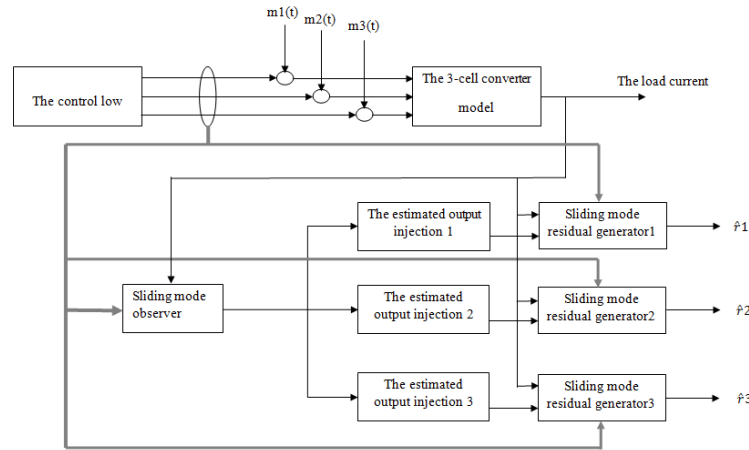 m1(t)
m2(t)
m3(t)
The control low
The 3-cell converter
model
The load current
The estimated output
injection 1
Sliding mode
residual generator1
r̂1
Sliding mode
observer
The estimated
output injection 2
Sliding mode
residual generator2
r̂2
The estimated
output injection 3
Sliding mode
residual generator3
r̂3